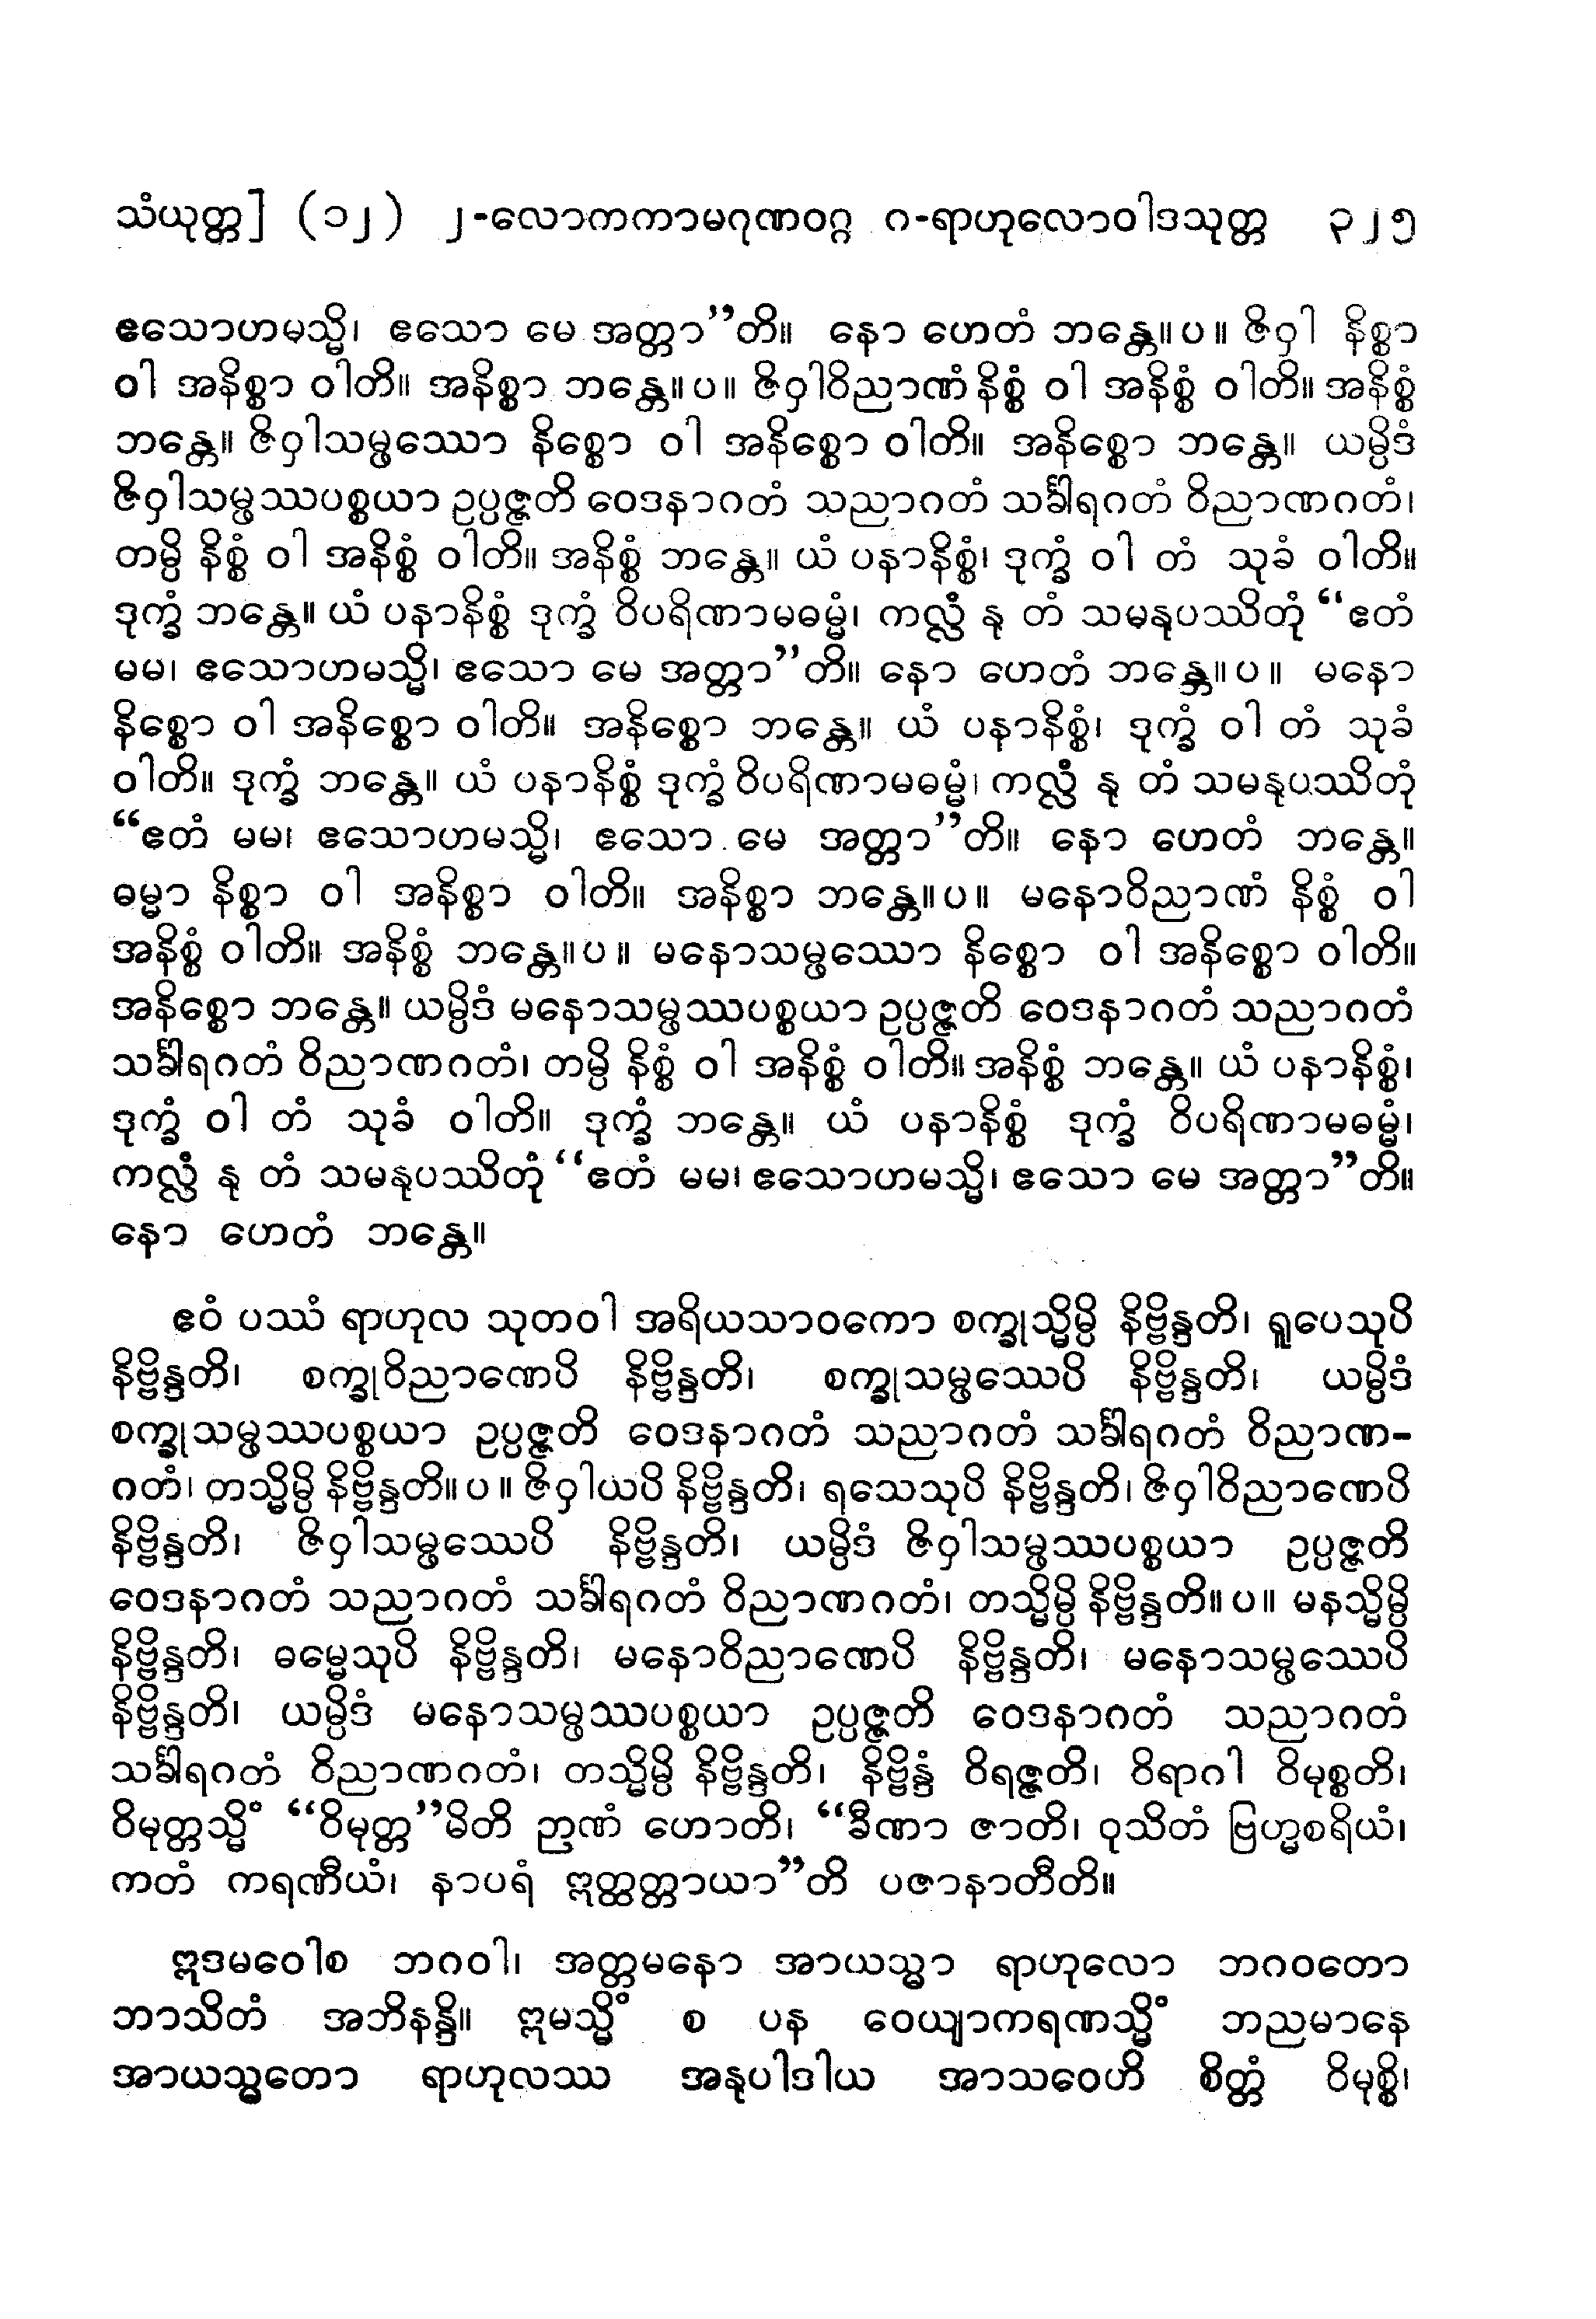 သံယုတ္တ] (၁၂) ၂-လောကကာမဂုဏဝဂ္ဂ ဂ-ရာဟုလောဝါဒသုတ္တ ၃၂၅
ဧသောဟမသ္မိ၊ ဧသော မေ အတ္တာ”တိ။ နော ဟေတံ ဘန္တေ။ပ။ ဇိဝှါ နိစ္စာ
ဝါ အနိစ္စာ ဝါတိ။ အနိစ္စာ ဘန္တေ။ပ။ ဇိဝှါဝိညာဏံ နိစ္စံ ဝါ အနိစ္စံ ဝါတိ။ အနိစ္စံ
ဘန္တေ။ ဇိဝှါသမ္ဖဿော နိစ္စော ဝါ အနိစ္စော ဝါတိ။ အနိစ္စော ဘန္တေ။ ယမ္ပိဒံ
ဇိဝှါသမ္ဖဿပစ္စယာ ဥပ္ပဇ္ဇတိ ဝေဒနာဂတံ သညာဂတံ သင်္ခါရဂတံ ဝိညာဏဂတံ၊
တမ္ပိ နိစ္စံ ဝါ အနိစ္စံ ဝါတိ။ အနိစ္စံ ဘန္တေ။ ယံ ပနာနိစ္စံ၊ ဒုက္ခံ ဝါ တံ သုခံ ဝါတိ။
ဒုက္ခံ ဘန္တေ။ ယံ ပနာနိစ္စံ ဒုက္ခံ ဝိပရိဏာမဓမ္မံ၊ ကလ္လံ နု တံ သမနုပဿိတုံ “ဧတံ
မမ၊ ဧသောဟမသ္မိ၊ ဧသော မေ အတ္တာ”တိ။ နော ဟေတံ ဘန္တေ။ပ။ မနော
နိစ္စော ဝါ အနိစ္စော ဝါတိ။ အနိစ္စော ဘန္တေ။ ယံ ပနာနိစ္စံ၊ ဒုက္ခံ ဝါ တံ သုခံ
ဝါတိ။ ဒုက္ခံ ဘန္တေ။ ယံ ပနာနိစ္စံ ဒုက္ခံ ဝိပရိဏာမဓမ္မံ၊ ကလ္လံ နု တံ သမနုပဿိတုံ
“ဧတံ မမ၊ ဧသောဟမသ္မိ၊ ဧသော မေ အတ္တာ”တိ။ နော ဟေတံ ဘန္တေ။
ဓမ္မာ နိစ္စာ ဝါ အနိစ္စာ ဝါတိ။ အနိစ္စာ ဘန္တေ။ပ။ မနောဝိညာဏံ နိစ္စံ ဝါ
အနိစ္စံ ဝါတိ။ အနိစ္စံ ဘန္တေ။ပ။ မနောသမ္ဖဿော နိစ္စော ဝါ အနိစ္စော ဝါတိ။
အနိစ္စော ဘန္တေ။ ယမ္ပိဒံ မနောသမ္ဖဿပစ္စယာ ဥပ္ပဇ္ဇတိ ဝေဒနာဂတံ သညာဂတံ
သင်္ခါရဂတံ ဝိညာဏဂတံ၊ တမ္ပိ နိစ္စံ ဝါ အနိစ္စံ ဝါတိ။ အနိစ္စံ ဘန္တေ။ ယံ ပနာနိစ္စံ၊
ဒုက္ခံ ဝါ တံ သုခံ ဝါတိ။ ဒုက္ခံ ဘန္တေ။ ယံ ပနာနိစ္စံ ဒုက္ခံ ဝိပရိဏာမဓမ္မံ၊
ကလ္လံ နု တံ သမနုပဿိတုံ “ဧတံ မမ၊ ဧသောဟမသ္မိ၊ ဧသော မေ အတ္တာ”တိ။
နော ဟေတံ ဘန္တေ။
ဧဝံ ပဿံ ရာဟုလ သုတဝါ အရိယသာဝကော စက္ခုသ္မိမ္ပိ နိဗ္ဗိန္ဒတိ၊ ရူပေသုပိ
နိဗ္ဗိန္ဒတိ၊ စက္ခုဝိညာဏေပိ နိဗ္ဗိန္ဒတိ၊ စက္ခုသမ္ဖဿေပိ နိဗ္ဗိန္ဒတိ၊ ယမ္ပိဒံ
စက္ခုသမ္ဖဿပစ္စယာ ဥပ္ပဇ္ဇတိ ဝေဒနာဂတံ သညာဂတံ သင်္ခါရဂတံ ဝိညာဏ-
ဂတံ၊ တသ္မိမ္ပိ နိဗ္ဗိန္ဒတိ။ပ။ ဇိဝှါယပိ နိဗ္ဗိန္ဒတိ၊ ရသေသုပိ နိဗ္ဗိန္ဒတိ၊ ဇိဝှါဝိညာဏေပိ
နိဗ္ဗိန္ဒတိ၊ ဇိဝှါသမ္ဖဿေပိ နိဗ္ဗိန္ဒတိ၊ ယမ္ပိဒံ ဇိဝှါသမ္ဖဿပစ္စယာ ဥပ္ပဇ္ဇတိ
ဝေဒနာဂတံ သညာဂတံ သင်္ခါရဂတံ ဝိညာဏဂတံ၊ တသ္မိမ္ပိ နိဗ္ဗိန္ဒတိ။ပ။ မနသ္မိမ္ပိ
နိဗ္ဗိန္ဒတိ၊ ဓမ္မေသုပိ နိဗ္ဗိန္ဒတိ၊ မနောဝိညာဏေပိ နိဗ္ဗိန္ဒတိ၊ မနောသမ္ဖဿေပိ
နိဗ္ဗိန္ဒတိ၊ ယမ္ပိဒံ မနောသမ္ဖဿပစ္စယာ ဥပ္ပဇ္ဇတိ ဝေဒနာဂတံ သညာဂတံ
သင်္ခါရဂတံ ဝိညာဏဂတံ၊ တသ္မိမ္ပိ နိဗ္ဗိန္ဒတိ၊ နိဗ္ဗိန္ဒံ ဝိရဇ္ဇတိ၊ ဝိရာဂါ ဝိမုစ္စတိ၊
ဝိမုတ္တသ္မိံ “ဝိမုတ္တ”မိတိ ဉာဏံ ဟောတိ၊ “ခီဏာ ဇာတိ၊ ဝုသိတံ ဗြဟ္မစရိယံ၊
ကတံ ကရဏီယံ၊ နာပရံ ဣတ္ထတ္တာယာ”တိ ပဇာနာတီတိ။
ဣဒမဝေါစ ဘဂဝါ၊ အတ္တမနော အာယသ္မာ ရာဟုလော ဘဂဝတော
ဘာသိတံ အဘိနန္ဒိ။ ဣမသ္မိံ စ ပန ဝေယျာကရဏသ္မိံ ဘညမာနေ
အာယသ္မတော ရာဟုလဿ အနုပါဒါယ အာသဝေဟိ စိတ္တံ ဝိမုစ္စိ၊